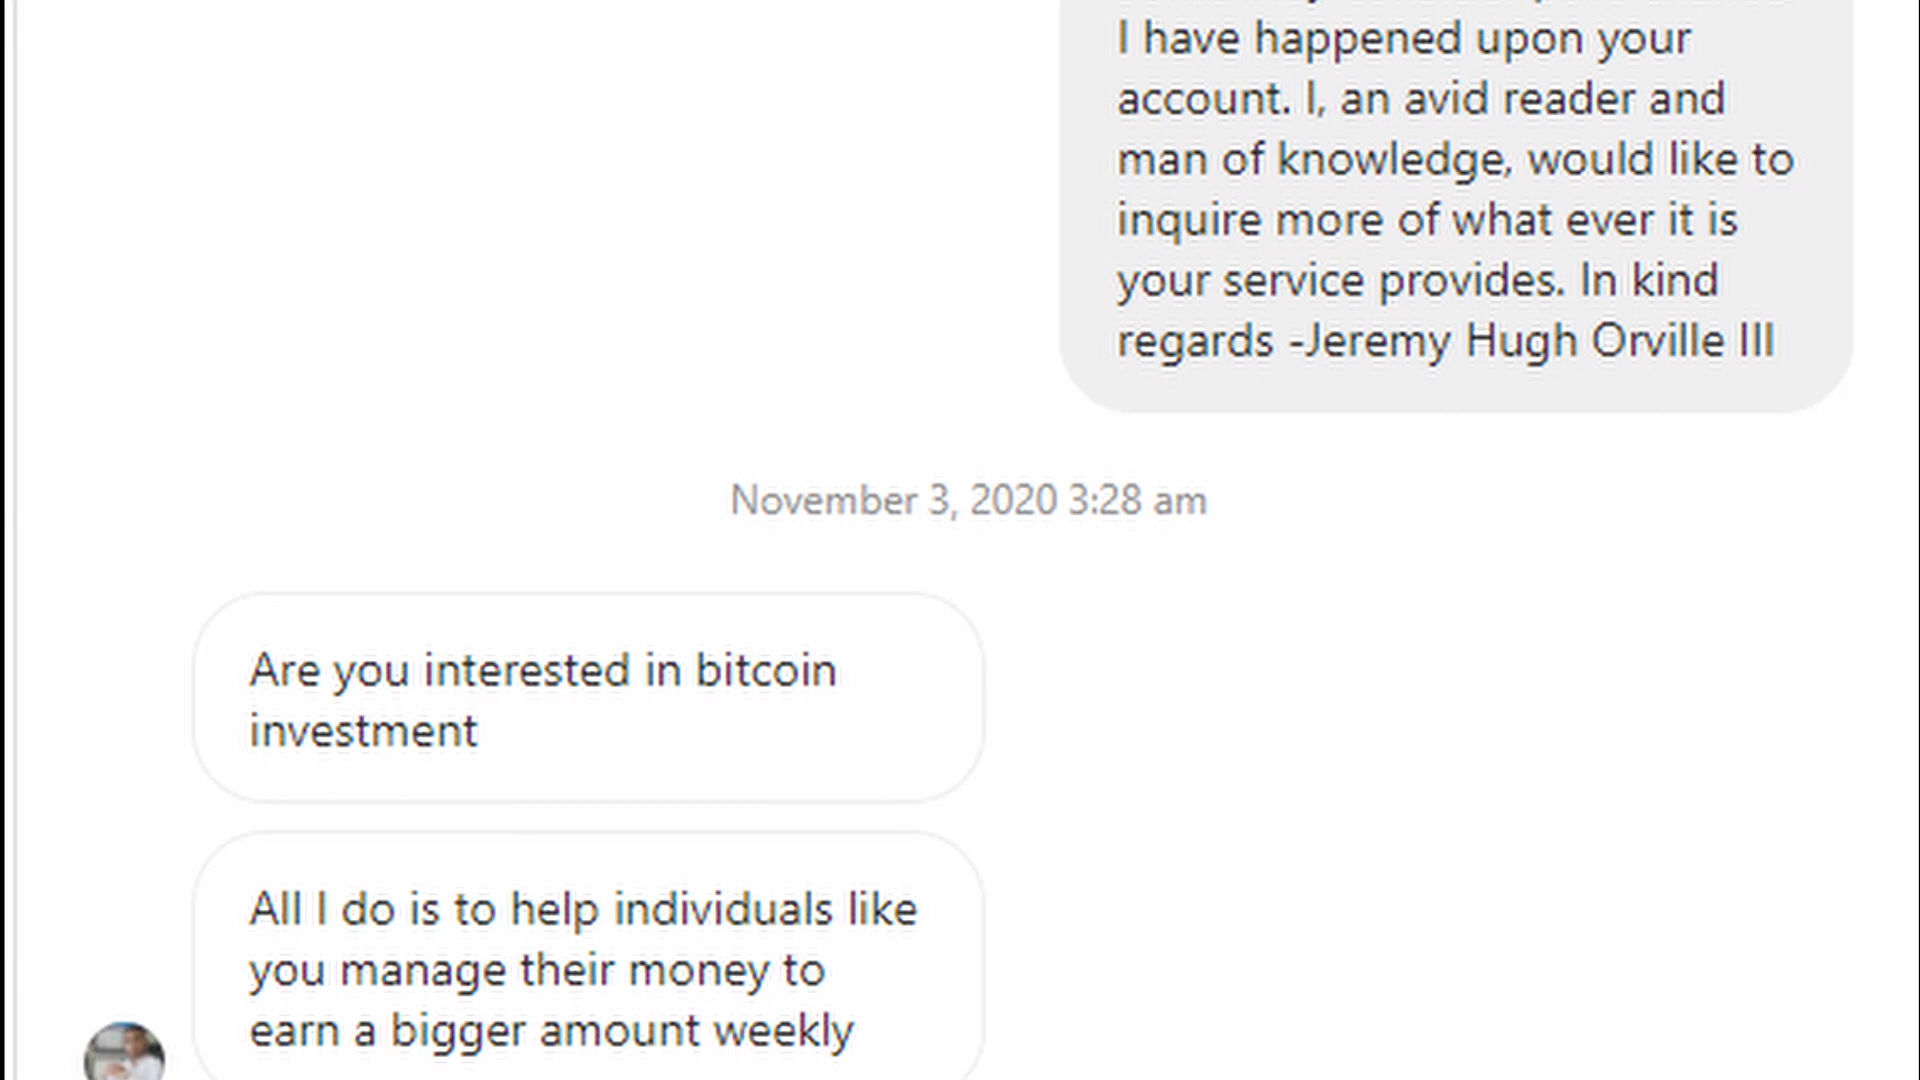 I have happened upon your
account. I, an avid reader and
man of knowledge, would like to
inquire more of what ever it is
your service provides. In kind
regards -Jeremy Hugh Orville III
November 3, 2020 3:28 am
Are you interested in bitcoin
investment
All I do is to help individuals like
you manage their money to
earn a bigger amount weekly